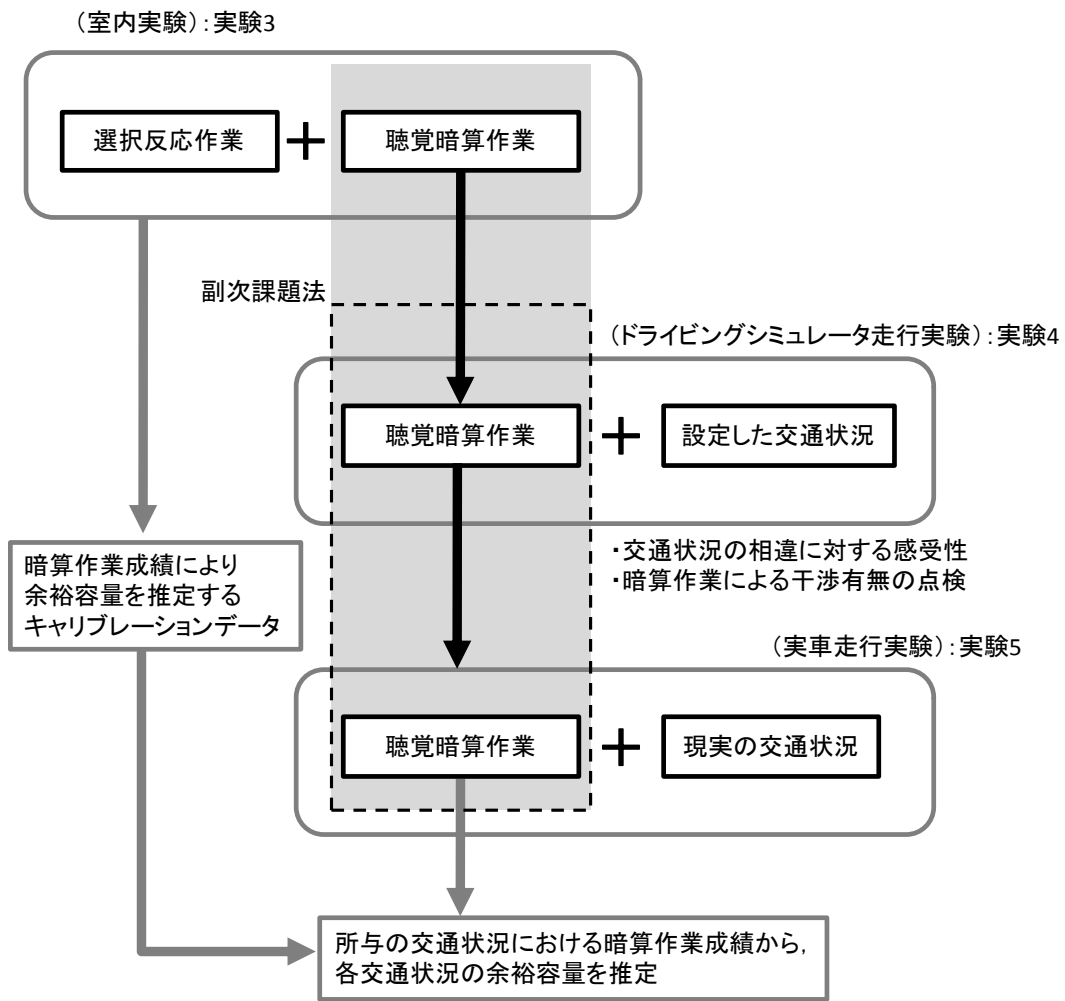 （室内実験）：実験3
選択反応作業
聴覚暗算作業
副次課題法
（ドライビングシミュレータ走行実験）：実験4
聴覚暗算作業
設定した交通状況
暗算作業成績により
余裕容量を推定する
キャリブレーションデータ
・交通状況の相違に対する感受性
・暗算作業による干渉有無の点検
（実車走行実験）：実験5
聴覚暗算作業
現実の交通状況
所与の交通状況における暗算作業成績から，
各交通状況の余裕容量を推定